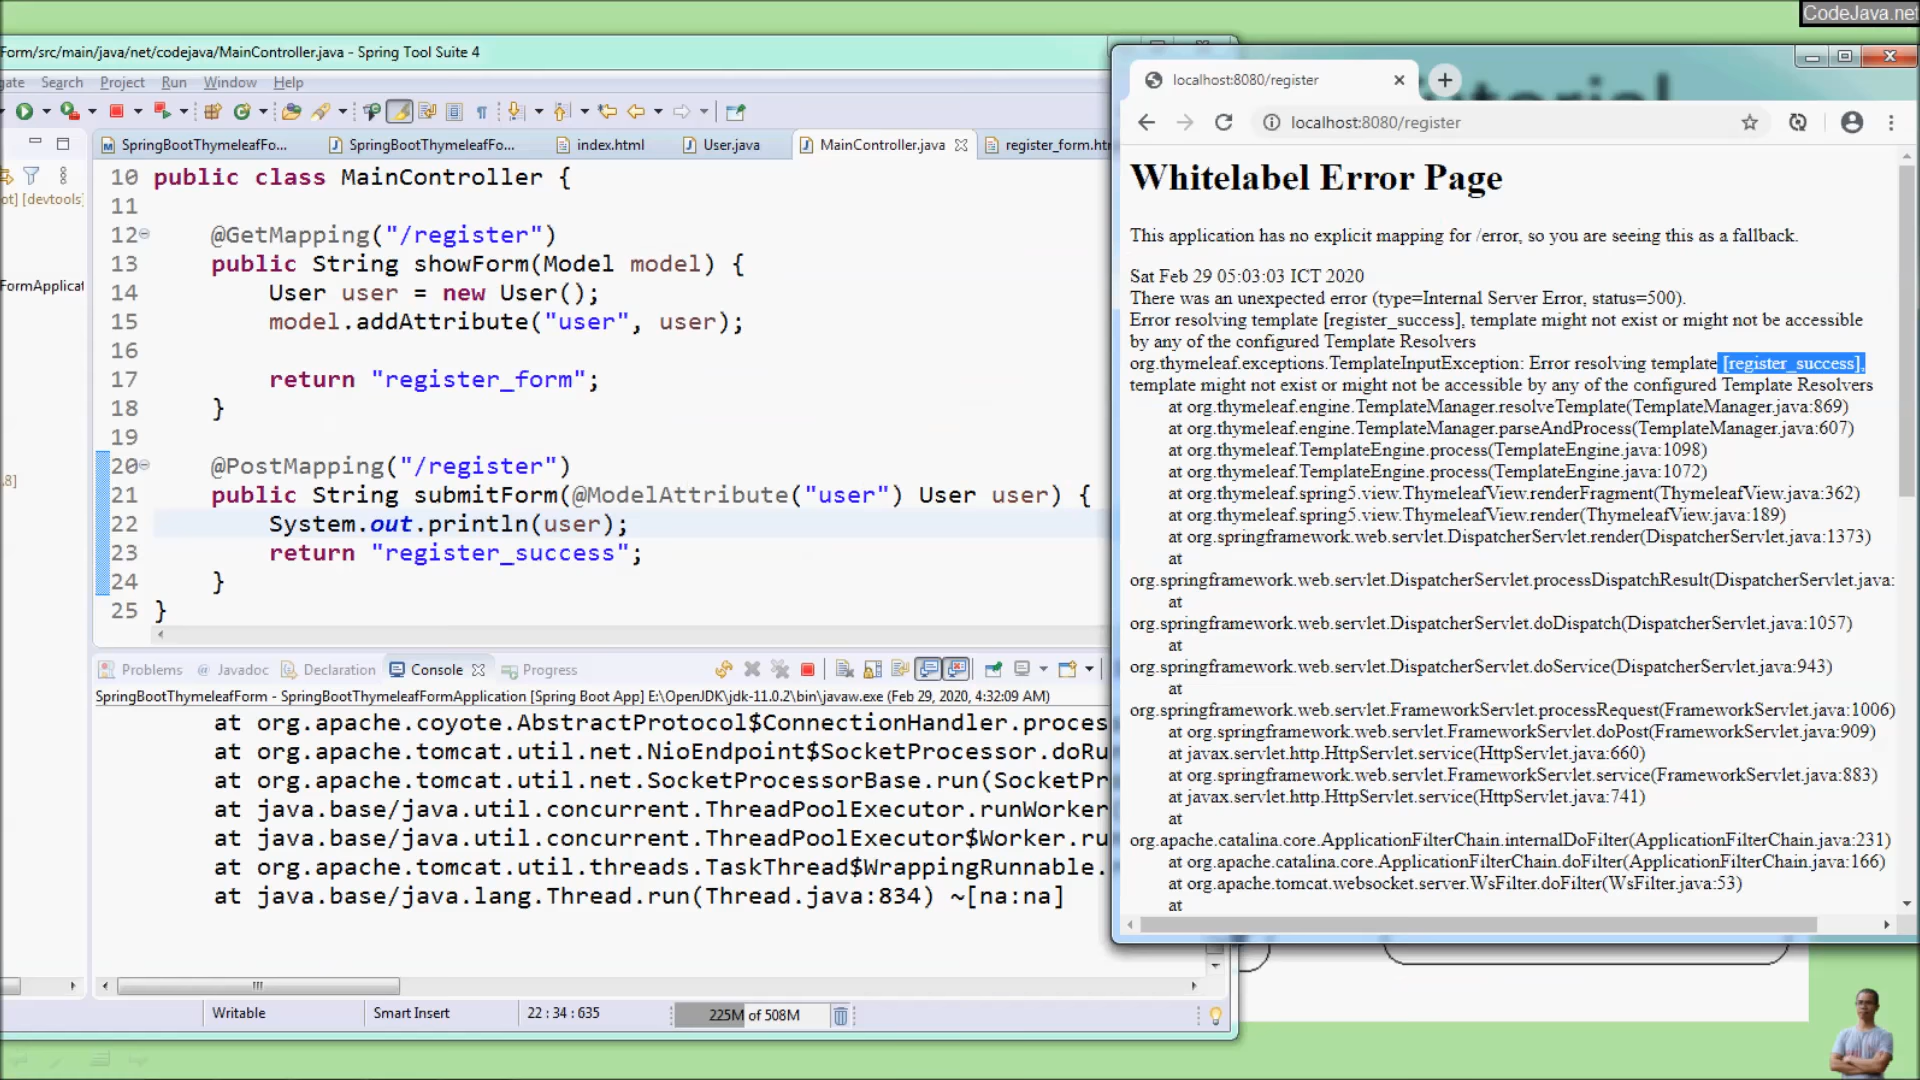 CodeJava.net
Form/src/main/java/net/codejava/MainController.java - Spring Tool Suite 4
gate Search Project Run Window Help
SpringBootThymeleafFo... SpringBootThymeleafFo... index.html User.java MainController.java register_form.htm
ot] [devtools]
FormApplicat
.8]
10 public class MainController {
11
12 @GetMapping("/register")
13 public String showForm(Model model) {
14 User user = new User();
15 model.addAttribute("user", user);
16
17 return "register_form";
18 }
19
20 @PostMapping("/register")
21 public String submitForm(@ModelAttribute("user") User user) {
22 System.out.println(user);
23 return "register_success";
24 }
25 }
Problems @ Javadoc Declaration Console Progress
SpringBootThymeleafForm - SpringBootThymeleafFormApplication [Spring Boot App] E:\OpenJDK\jdk-11.0.2\bin\javaw.exe (Feb 29, 2020, 4:32:09 AM)
at org.apache.coyote.AbstractProtocol$ConnectionHandler.proces
at org.apache.tomcat.util.net.NioEndpoint$SocketProcessor.doRu
at org.apache.tomcat.util.net.SocketProcessorBase.run(SocketPr
at java.base/java.util.concurrent.ThreadPoolExecutor.runWorker
at java.base/java.util.concurrent.ThreadPoolExecutor$Worker.ru
at org.apache.tomcat.util.threads.TaskThread$WrappingRunnable.
at java.base/java.lang.Thread.run(Thread.java:834) ~[na:na]
Writable Smart Insert 22 : 34 : 635 225M of 508M
localhost:8080/register
localhost:8080/register
Whitelabel Error Page
This application has no explicit mapping for /error, so you are seeing this as a fallback.
Sat Feb 29 05:03:03 ICT 2020
There was an unexpected error (type=Internal Server Error, status=500).
Error resolving template [register_success], template might not exist or might not be accessible
by any of the configured Template Resolvers
org.thymeleaf.exceptions.TemplateInputException: Error resolving template [register_success],
template might not exist or might not be accessible by any of the configured Template Resolvers
at org.thymeleaf.engine.TemplateManager.resolveTemplate(TemplateManager.java:869)
at org.thymeleaf.engine.TemplateManager.parseAndProcess(TemplateManager.java:607)
at org.thymeleaf.TemplateEngine.process(TemplateEngine.java:1098)
at org.thymeleaf.TemplateEngine.process(TemplateEngine.java:1072)
at org.thymeleaf.spring5.view.ThymeleafView.renderFragment(ThymeleafView.java:362)
at org.thymeleaf.spring5.view.ThymeleafView.render(ThymeleafView.java:189)
at org.springframework.web.servlet.DispatcherServlet.render(DispatcherServlet.java:1373)
at
org.springframework.web.servlet.DispatcherServlet.processDispatchResult(DispatcherServlet.java:
at
org.springframework.web.servlet.DispatcherServlet.doDispatch(DispatcherServlet.java:1057)
at
org.springframework.web.servlet.DispatcherServlet.doService(DispatcherServlet.java:943)
at
org.springframework.web.servlet.FrameworkServlet.processRequest(FrameworkServlet.java:1006)
at org.springframework.web.servlet.FrameworkServlet.doPost(FrameworkServlet.java:909)
at javax.servlet.http.HttpServlet.service(HttpServlet.java:660)
at org.springframework.web.servlet.FrameworkServlet.service(FrameworkServlet.java:883)
at javax.servlet.http.HttpServlet.service(HttpServlet.java:741)
at
org.apache.catalina.core.ApplicationFilterChain.internalDoFilter(ApplicationFilterChain.java:231)
at org.apache.catalina.core.ApplicationFilterChain.doFilter(ApplicationFilterChain.java:166)
at org.apache.tomcat.websocket.server.WsFilter.doFilter(WsFilter.java:53)
at